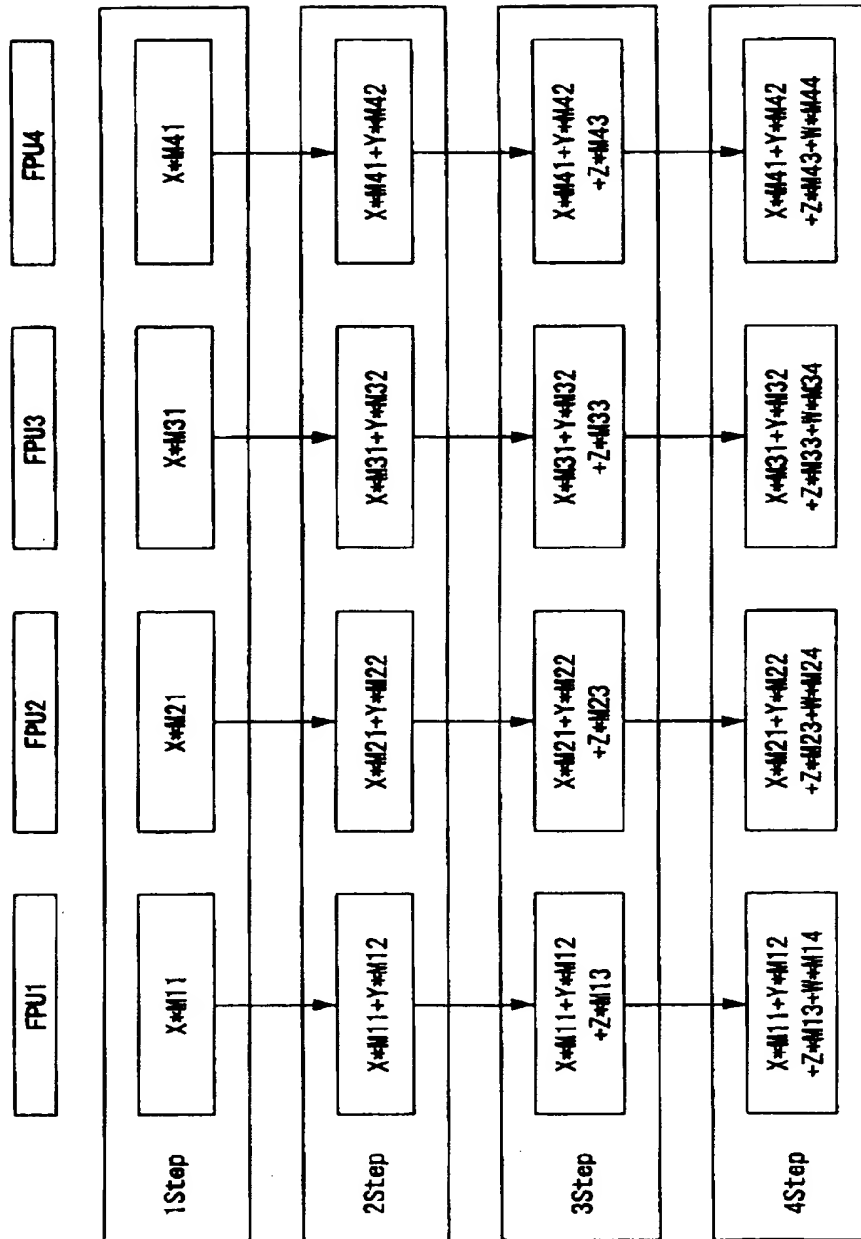 FPU1
FPU2
FPU3
FPU4
1Step
X*M11
X*M21
X*M31
X*M41
2Step
X*M11+Y*M12
X*M21+Y*M22
X*M31+Y*M32
X*M41+Y*M42
3Step
X*M11+Y*M12
+Z*M13
X*M21+Y*M22
+Z*M23
X*M31+Y*M32
+Z*M33
X*M41+Y*M42
+Z*M43
4Step
X*M11+Y*M12
+Z*M13+W*M14
X*M21+Y*M22
+Z*M23+W*M24
X*M31+Y*M32
+Z*M33+W*M34
X*M41+Y*M42
+Z*M43+W*M44